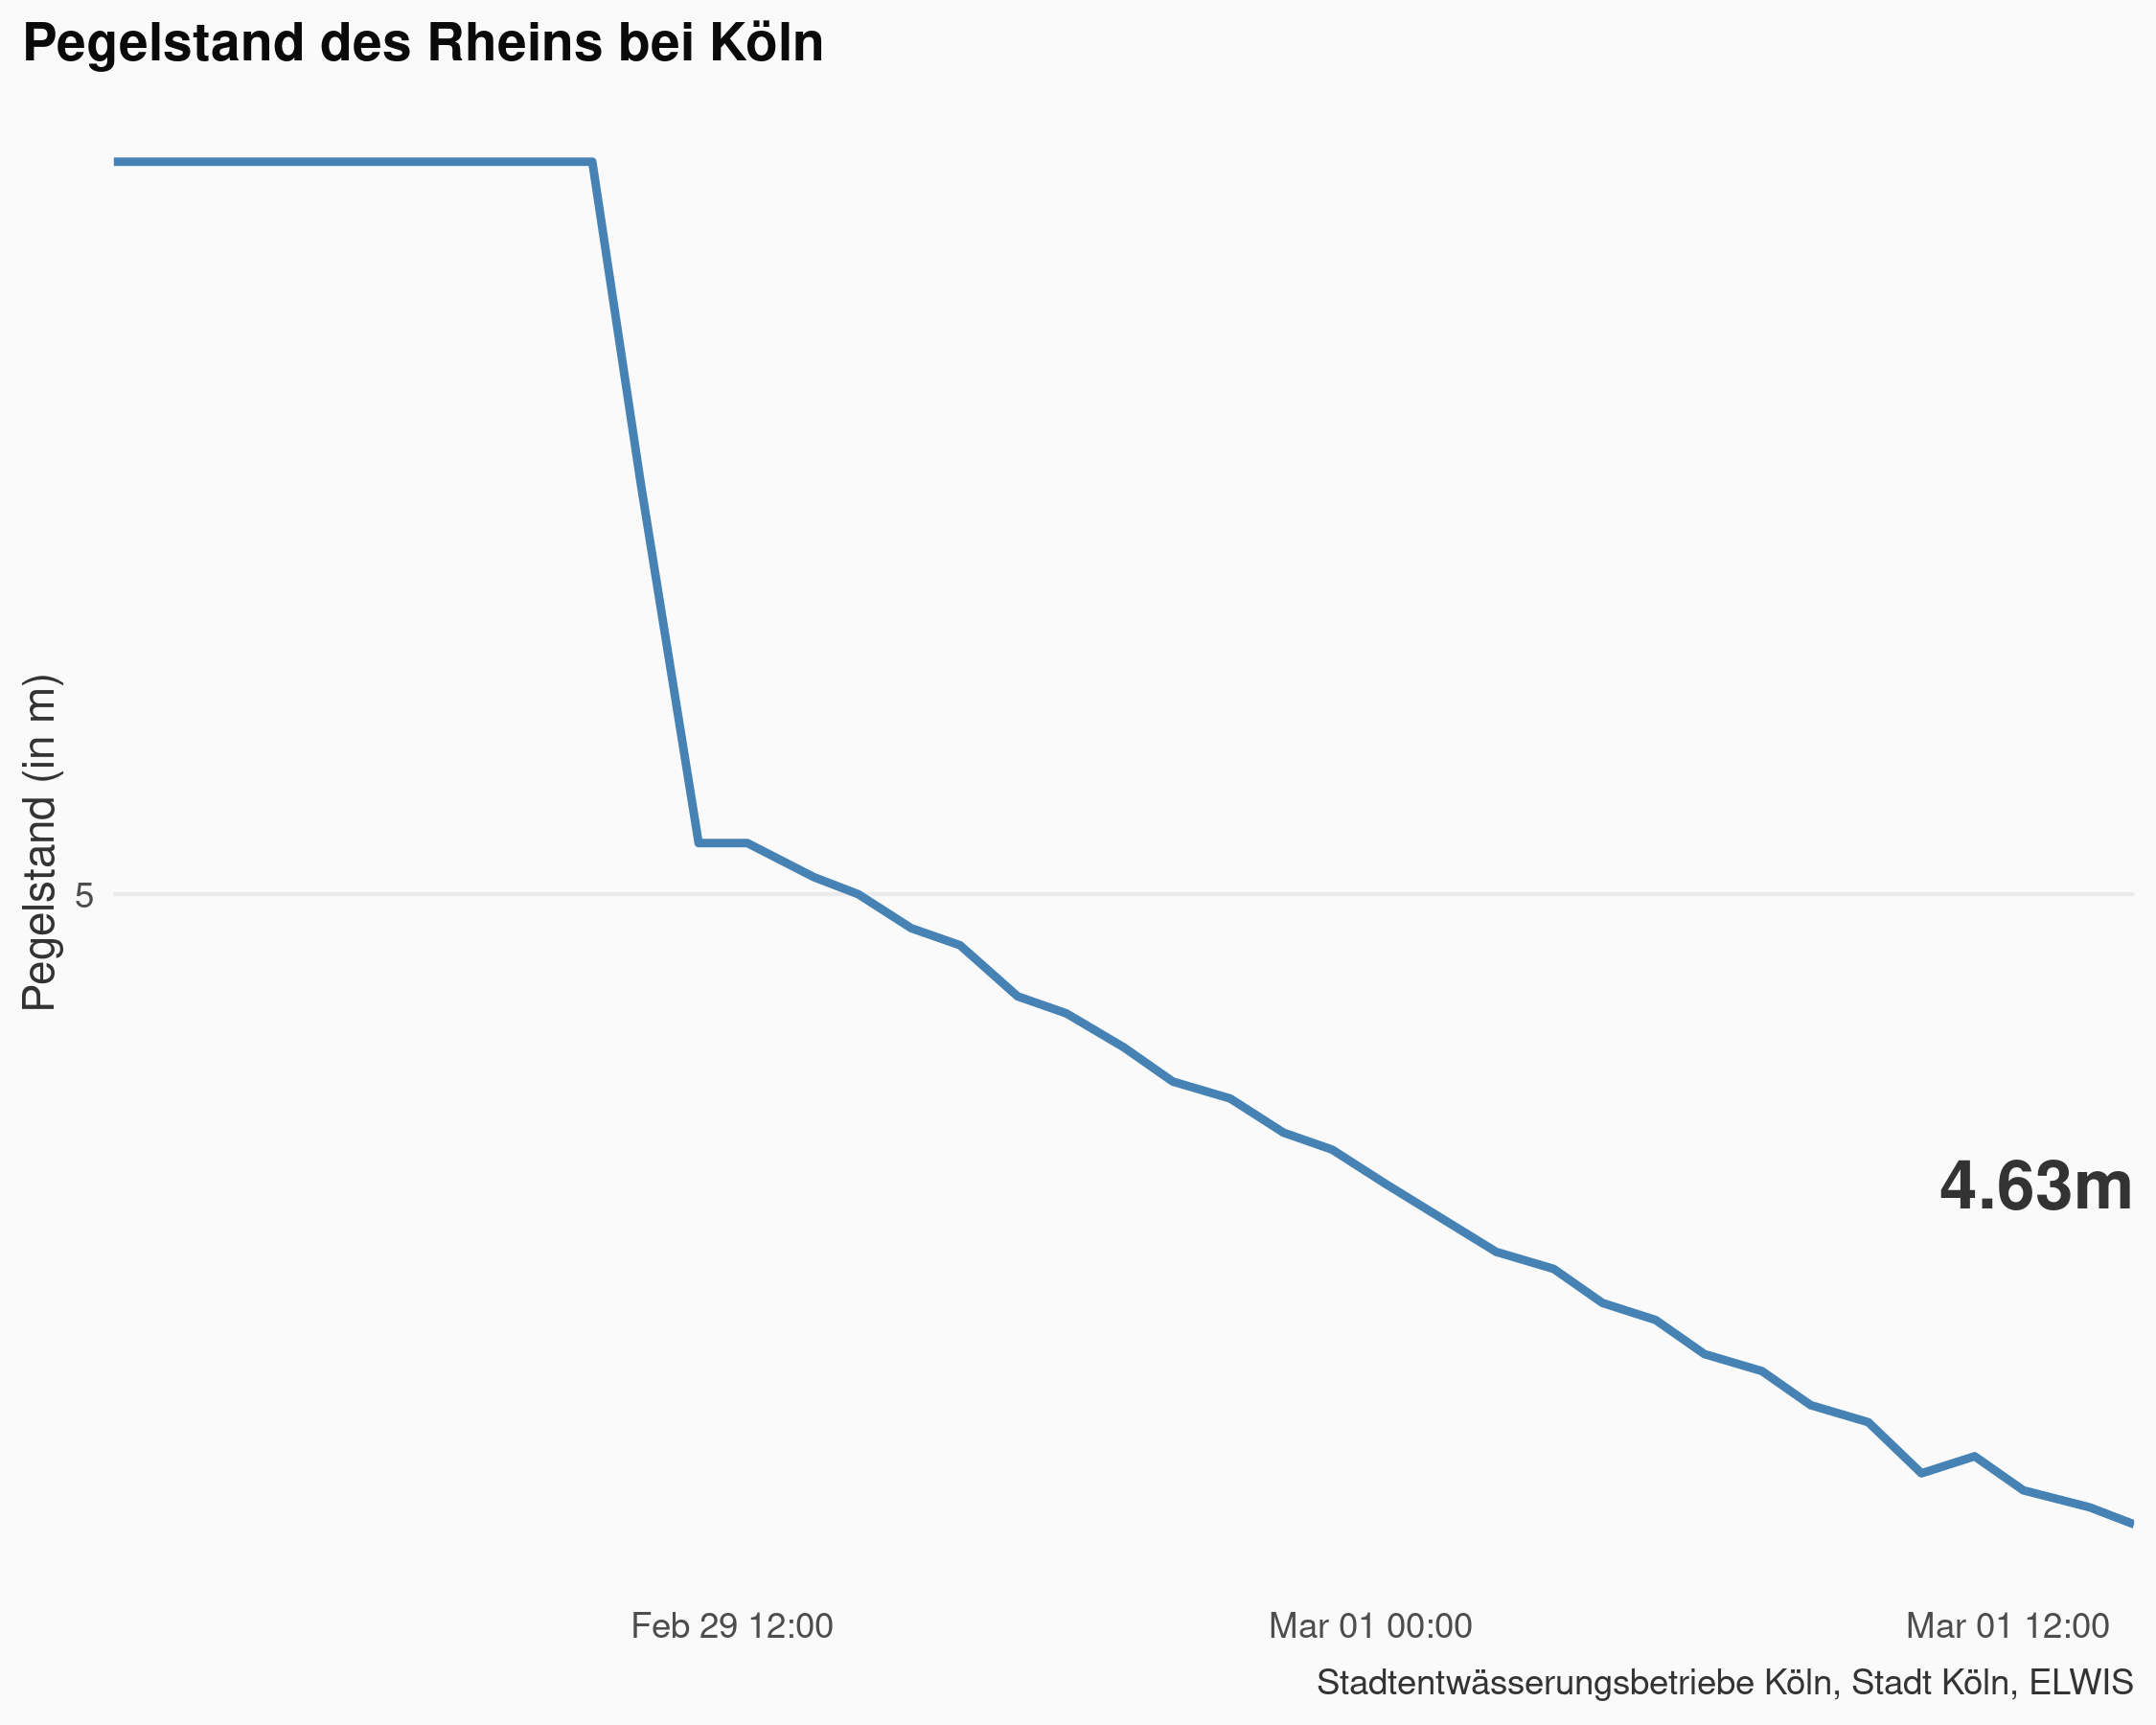 Pegelstand des Rheins bei Köln
Pegelstand (in m)
5
4.63m
Feb 29 12:00
Mar 01 00:00
Mar 01 12:00
Stadtentwässerungsbetriebe Köln, Stadt Köln, ELWIS